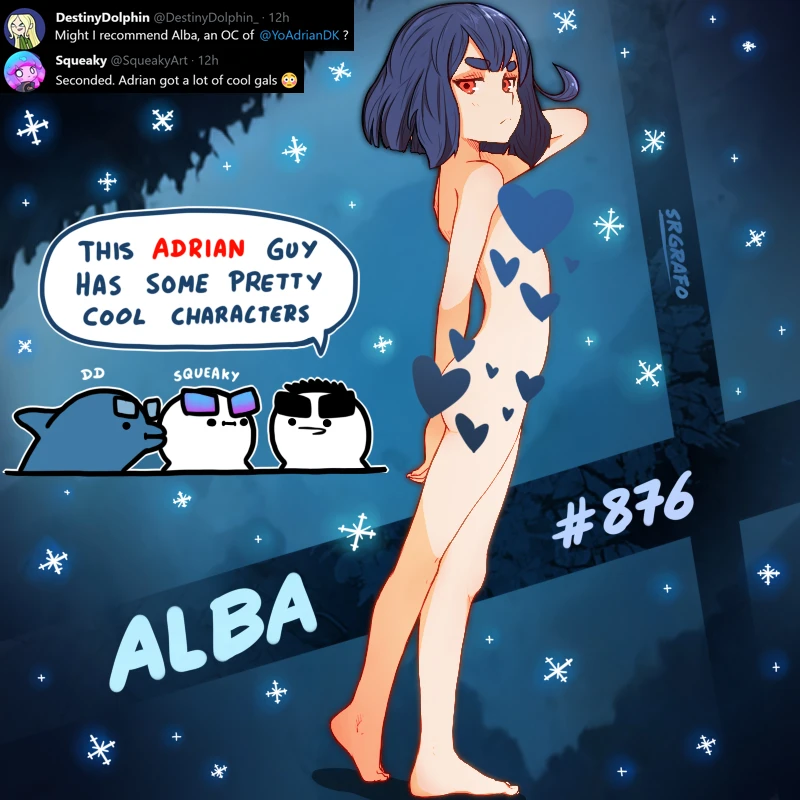 DestinyDolphin @DestinyDolphin_ · 12h
Might I recommend Alba, an OC of @YoAdrianDK ?
Squeaky @SqueakyArt · 12h
Seconded. Adrian got a lot of cool gals 😳
THIS ADRIAN GUY
HAS SOME PRETTY
COOL CHARACTERS
DD
SQUEAKY
SRGRAFO
#876
ALBA